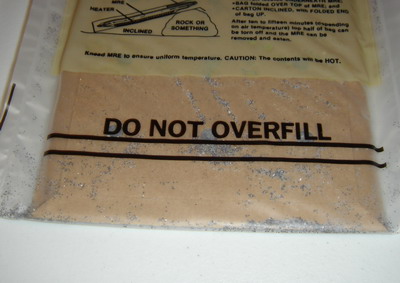 MRE
HEATER
INCLINED
ROCK OR
SOMETHING
•BAG folded OVER TOP of MRE;
•CARTON INCLINED, with FOLDED END
of BAG UP.
After ten to fifteen minutes (depending
on air temperature) top half of bag can
be torn off and the MRE can be
removed and eaten.
Knead MRE to ensure uniform temperature. CAUTION: The contents will be HOT.
DO NOT OVERFILL